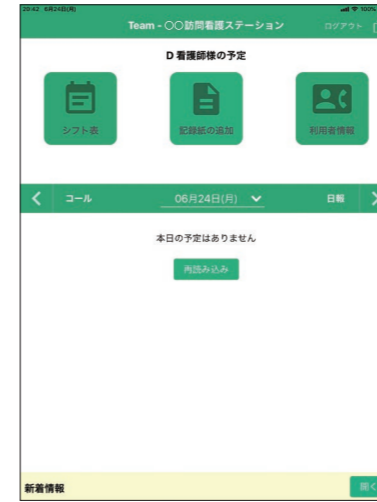 20:42 6月24日(月) 100%
Team - 〇〇訪問看護ステーション ログアウト
D 看護師様の予定
シフト表 記録紙の追加 利用者情報
コール 06月24日(月) 日報
本日の予定はありません
再読み込み
新着情報 開く